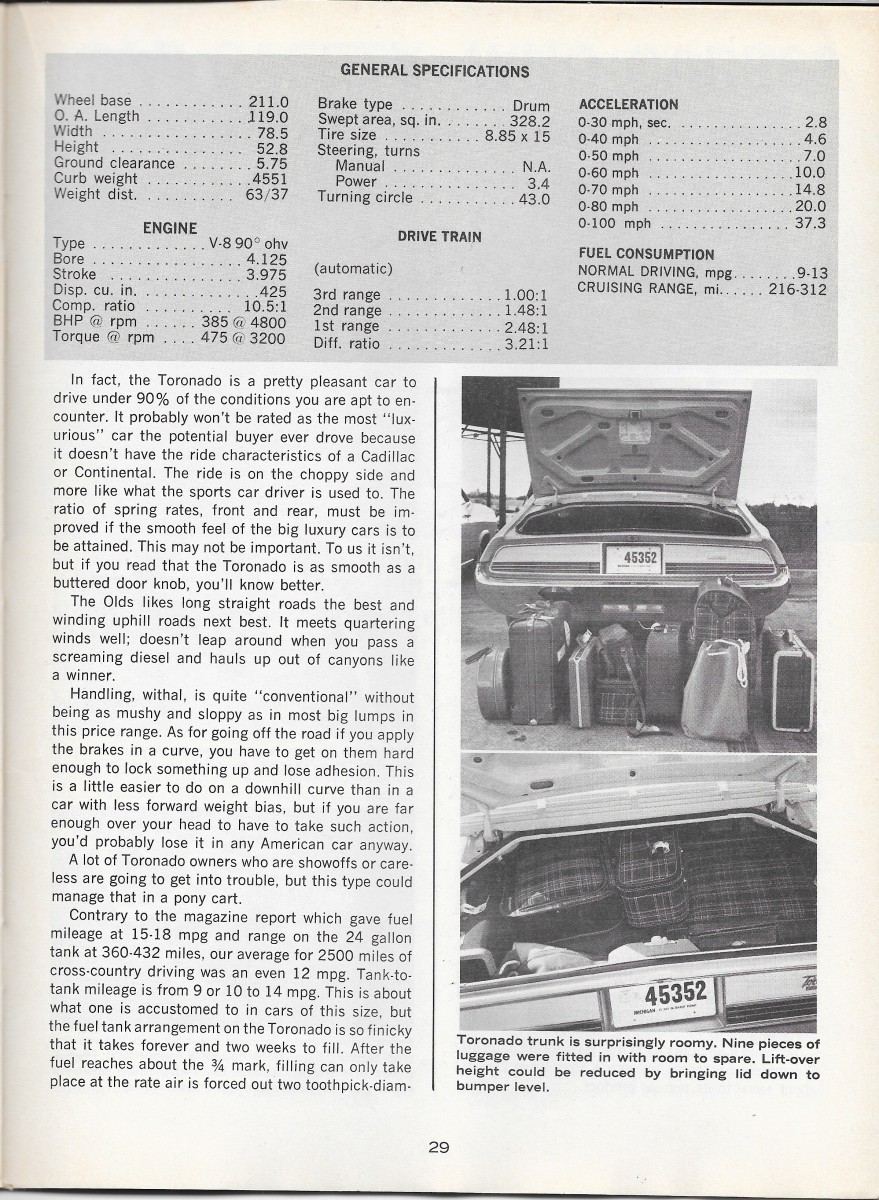 GENERAL SPECIFICATIONS
Wheel base . . . . . . . . . . . . 211.0
O. A. Length . . . . . . . . . . . 119.0
Width . . . . . . . . . . . . . . . 78.5
Height . . . . . . . . . . . . . . 52.8
Ground clearance . . . . . . . . 5.75
Curb weight . . . . . . . . . . . 4551
Weight dist. . . . . . . . . . . 63/37
ENGINE
Type . . . . . . . . . . . . . V-8 90° ohv
Bore . . . . . . . . . . . . . . . 4.125
Stroke . . . . . . . . . . . . . 3.975
Disp. cu. in. . . . . . . . . . . . . 425
Comp. ratio . . . . . . . . . . 10.5:1
BHP @ rpm . . . . . . 385 @ 4800
Torque @ rpm . . . . 475 @ 3200
Brake type . . . . . . . . . . . . Drum
Swept area, sq. in. . . . . . . . 328.2
Tire size . . . . . . . . . . 8.85 x 15
Steering, turns
Manual . . . . . . . . . . . . . . N.A.
Power . . . . . . . . . . . . . . 3.4
Turning circle . . . . . . . . . . . 43.0
DRIVE TRAIN
(automatic)
3rd range . . . . . . . . . . . . . 1.00:1
2nd range . . . . . . . . . . . . . 1.48:1
1st range . . . . . . . . . . . . . 2.48:1
Diff. ratio . . . . . . . . . . . . . 3.21:1
ACCELERATION
0-30 mph, sec. . . . . . . . . . . . . . . . . 2.8
0-40 mph . . . . . . . . . . . . . . . . . . . . 4.6
0-50 mph . . . . . . . . . . . . . . . . . . . . 7.0
0-60 mph . . . . . . . . . . . . . . . . . . . 10.0
0-70 mph . . . . . . . . . . . . . . . . . . . 14.8
0-80 mph . . . . . . . . . . . . . . . . . . . 20.0
0-100 mph . . . . . . . . . . . . . . . . . . 37.3
FUEL CONSUMPTION
NORMAL DRIVING, mpg. . . . . . . . 9-13
CRUISING RANGE, mi. . . . . . 216-312
In fact, the Toronado is a pretty pleasant car to
drive under 90% of the conditions you are apt to en-
counter. It probably won't be rated as the most "lux-
urious" car the potential buyer ever drove because
it doesn't have the ride characteristics of a Cadillac
or Continental. The ride is on the choppy side and
more like what the sports car driver is used to. The
ratio of spring rates, front and rear, must be im-
proved if the smooth feel of the big luxury cars is to
be attained. This may not be important. To us it isn't,
but if you read that the Toronado is as smooth as a
buttered door knob, you'll know better.
The Olds likes long straight roads the best and
winding uphill roads next best. It meets quartering
winds well; doesn't leap around when you pass a
screaming diesel and hauls up out of canyons like
a winner.
Handling, withal, is quite "conventional" without
being as mushy and sloppy as in most big lumps in
this price range. As for going off the road if you apply
the brakes in a curve, you have to get on them hard
enough to lock something up and lose adhesion. This
is a little easier to do on a downhill curve than in a
car with less forward weight bias, but if you are far
enough over your head to have to take such action,
you'd probably lose it in any American car anyway.
A lot of Toronado owners who are showoffs or care-
less are going to get into trouble, but this type could
manage that in a pony cart.
Contrary to the magazine report which gave fuel
mileage at 15-18 mpg and range on the 24 gallon
tank at 360-432 miles, our average for 2500 miles of
cross-country driving was an even 12 mpg. Tank-to-
tank mileage is from 9 or 10 to 14 mpg. This is about
what one is accustomed to in cars of this size, but
the fuel tank arrangement on the Toronado is so finicky
that it takes forever and two weeks to fill. After the
fuel reaches about the ¾ mark, filling can only take
place at the rate air is forced out two toothpick-diam-
45352
45352
MICHIGAN
Toronado trunk is surprisingly roomy. Nine pieces of
luggage were fitted in with room to spare. Lift-over
height could be reduced by bringing lid down to
bumper level.
29